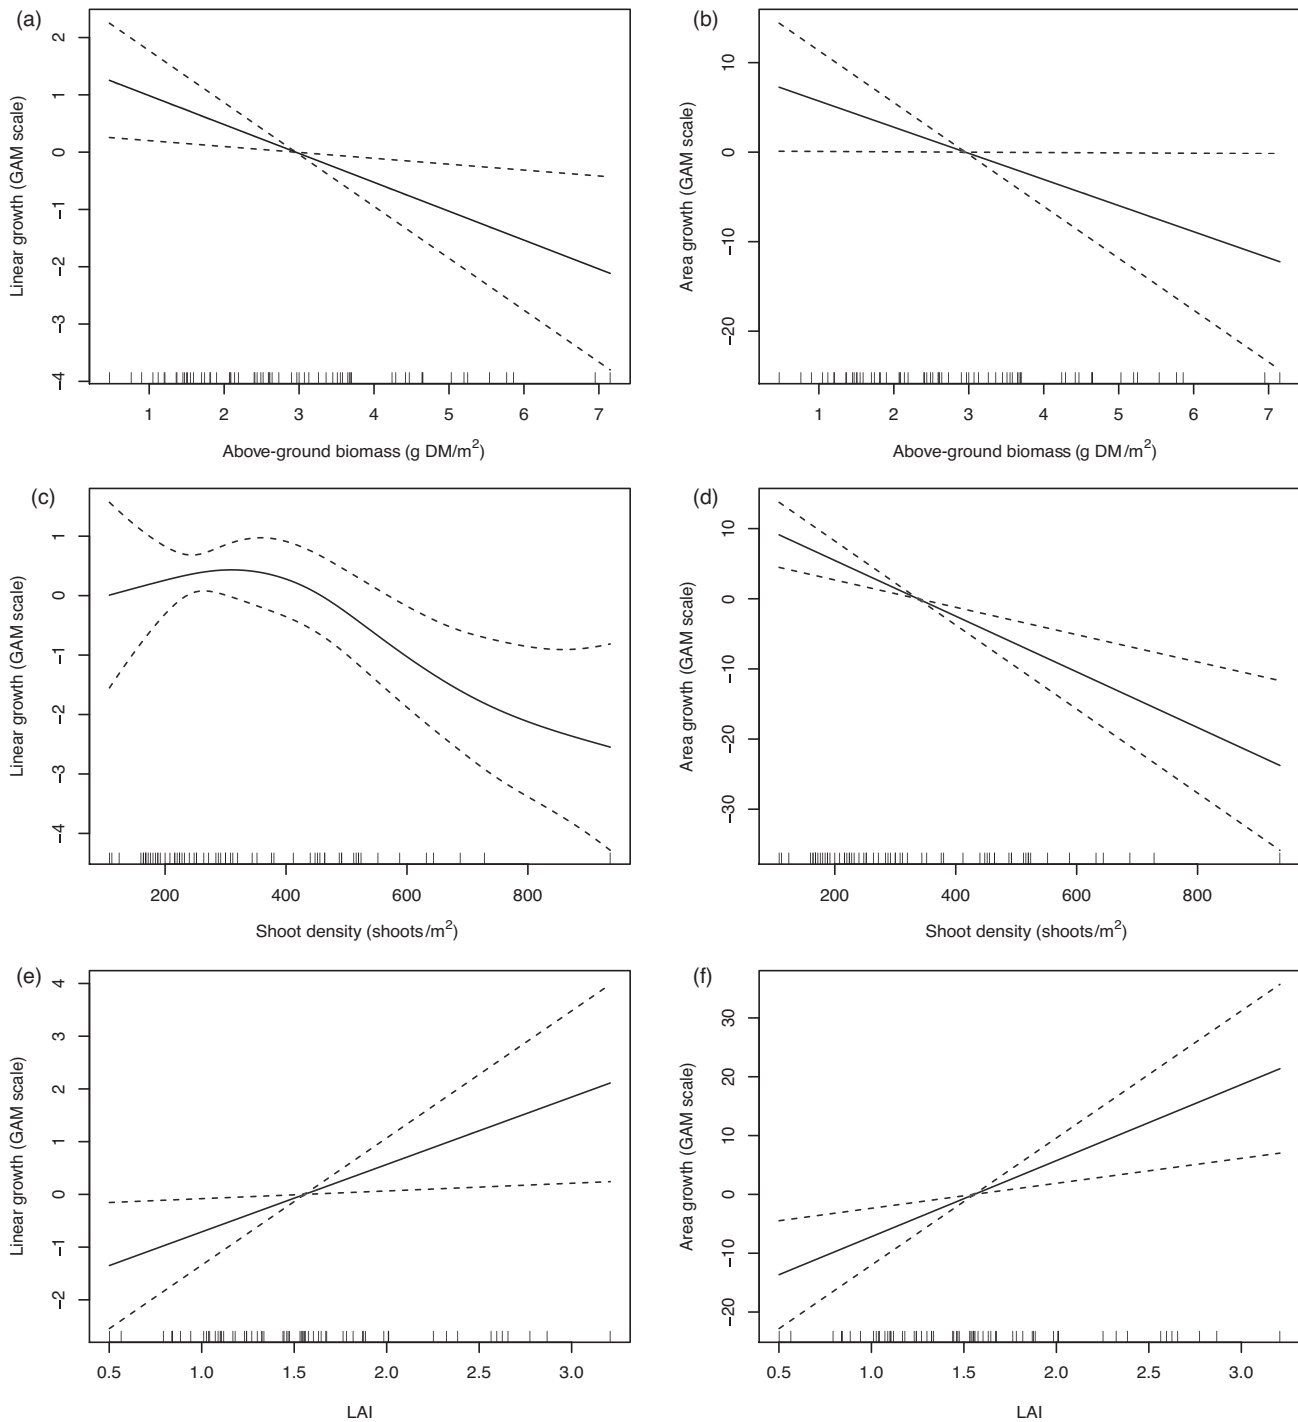 (a)
2
1
0
−1
−2
−3
−4
Linear growth (GAM scale)
1 2 3 4 5 6 7
Above-ground biomass (g DM/m²)
(b)
10
0
−10
−20
Area growth (GAM scale)
1 2 3 4 5 6 7
Above-ground biomass (g DM/m²)
(c)
1
0
−1
−2
−3
−4
Linear growth (GAM scale)
200 400 600 800
Shoot density (shoots/m²)
(d)
10
0
−10
−20
−30
Area growth (GAM scale)
200 400 600 800
Shoot density (shoots/m²)
(e)
4
3
2
1
0
−1
−2
Linear growth (GAM scale)
0.5 1.0 1.5 2.0 2.5 3.0
LAI
(f)
30
20
10
0
−10
−20
Area growth (GAM scale)
0.5 1.0 1.5 2.0 2.5 3.0
LAI